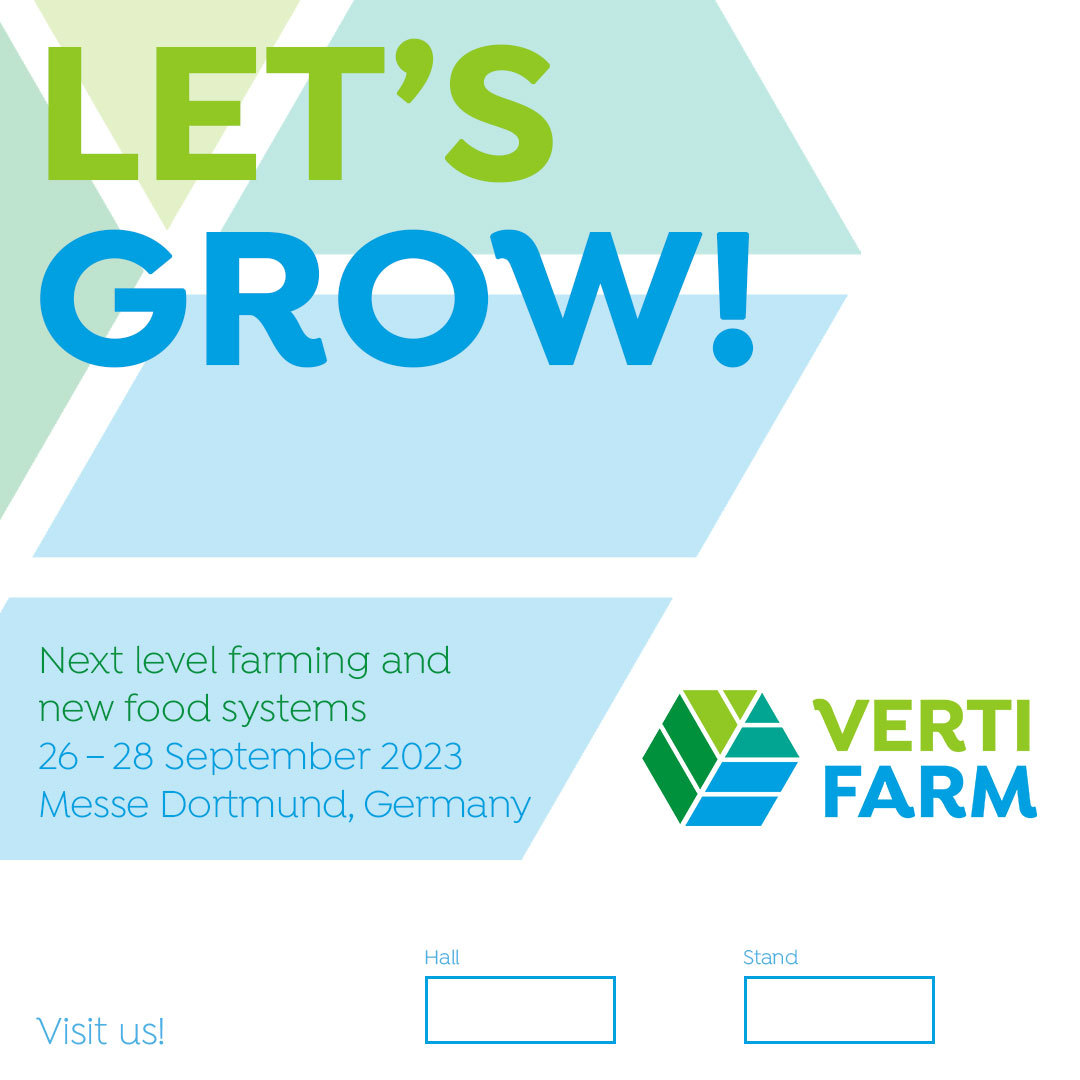 LET’S
GROW!
Next level farming and
new food systems
26 – 28 September 2023
Messe Dortmund, Germany
VERTI
FARM
Hall
Stand
Visit us!